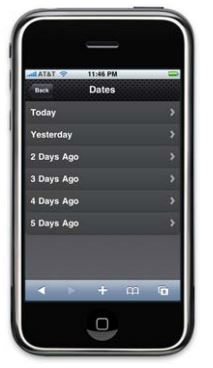 AT&T 11:46 PM
Back Dates
Today
Yesterday
2 Days Ago
3 Days Ago
4 Days Ago
5 Days Ago